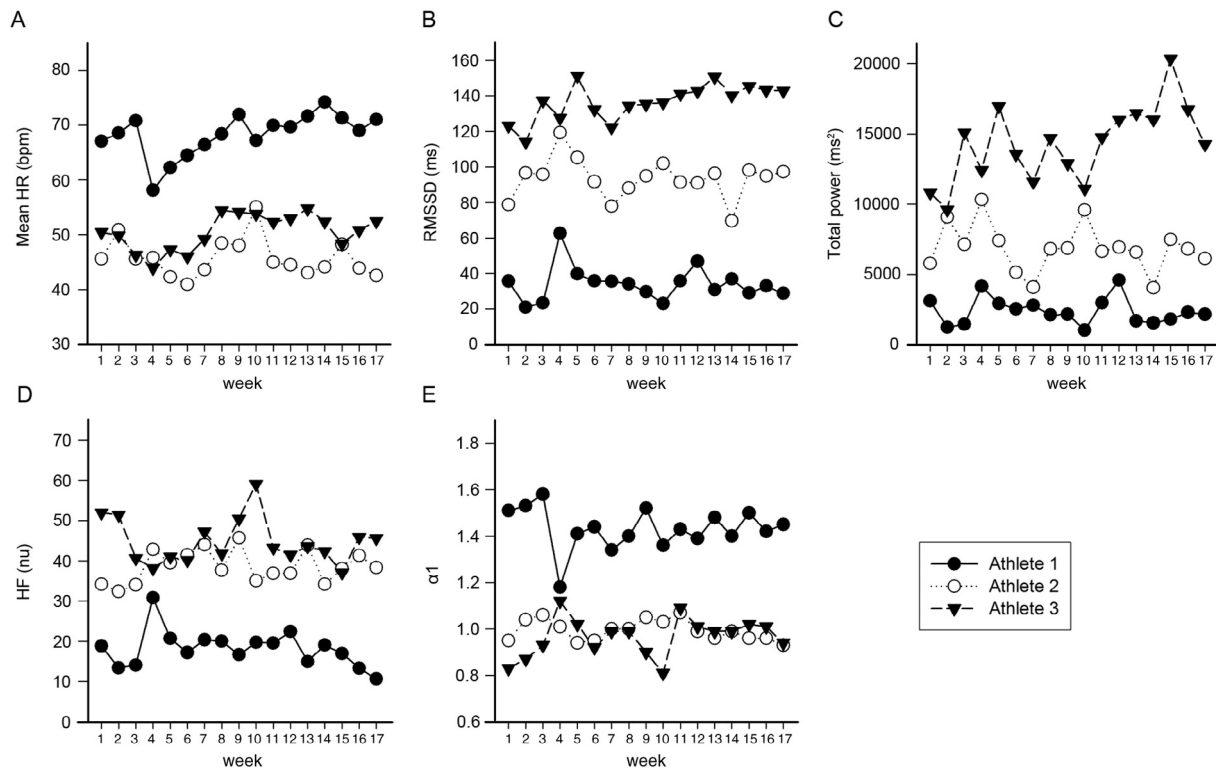 A
Mean HR (bpm)
80
70
60
50
40
30
1 2 3 4 5 6 7 8 9 10 11 12 13 14 15 16 17
week
B
RMSSD (ms)
160
140
120
100
80
60
40
20
0
1 2 3 4 5 6 7 8 9 10 11 12 13 14 15 16 17
week
C
Total power (ms²)
20000
15000
10000
5000
0
1 2 3 4 5 6 7 8 9 10 11 12 13 14 15 16 17
week
D
HF (nu)
70
60
50
40
30
20
10
0
1 2 3 4 5 6 7 8 9 10 11 12 13 14 15 16 17
week
E
α1
1.8
1.6
1.4
1.2
1.0
0.8
0.6
1 2 3 4 5 6 7 8 9 10 11 12 13 14 15 16 17
week
Athlete 1
Athlete 2
Athlete 3